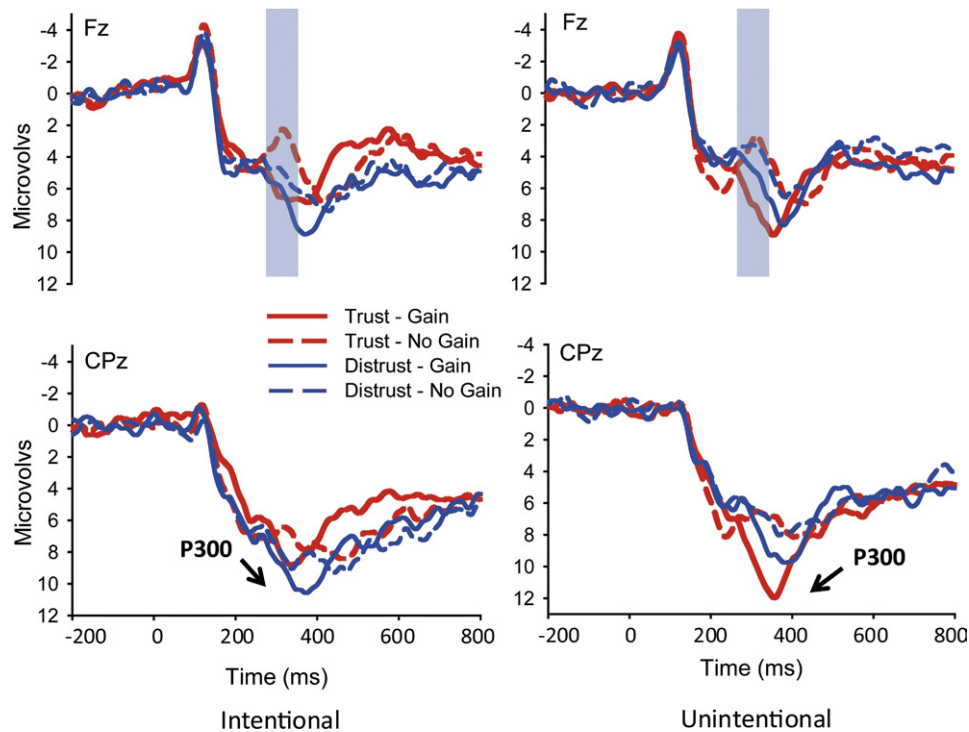 Fz
Fz
-4
-2
0
2
4
6
8
10
12
Microvolvs
-4
-2
0
2
4
6
8
10
12
Trust - Gain
Trust - No Gain
Distrust - Gain
Distrust - No Gain
CPz
CPz
-4
-2
0
2
4
6
8
10
12
Microvolvs
P300
-4
-2
0
2
4
6
8
10
12
P300
-200 0 200 400 600 800
-200 0 200 400 600 800
Time (ms)
Time (ms)
Intentional
Unintentional